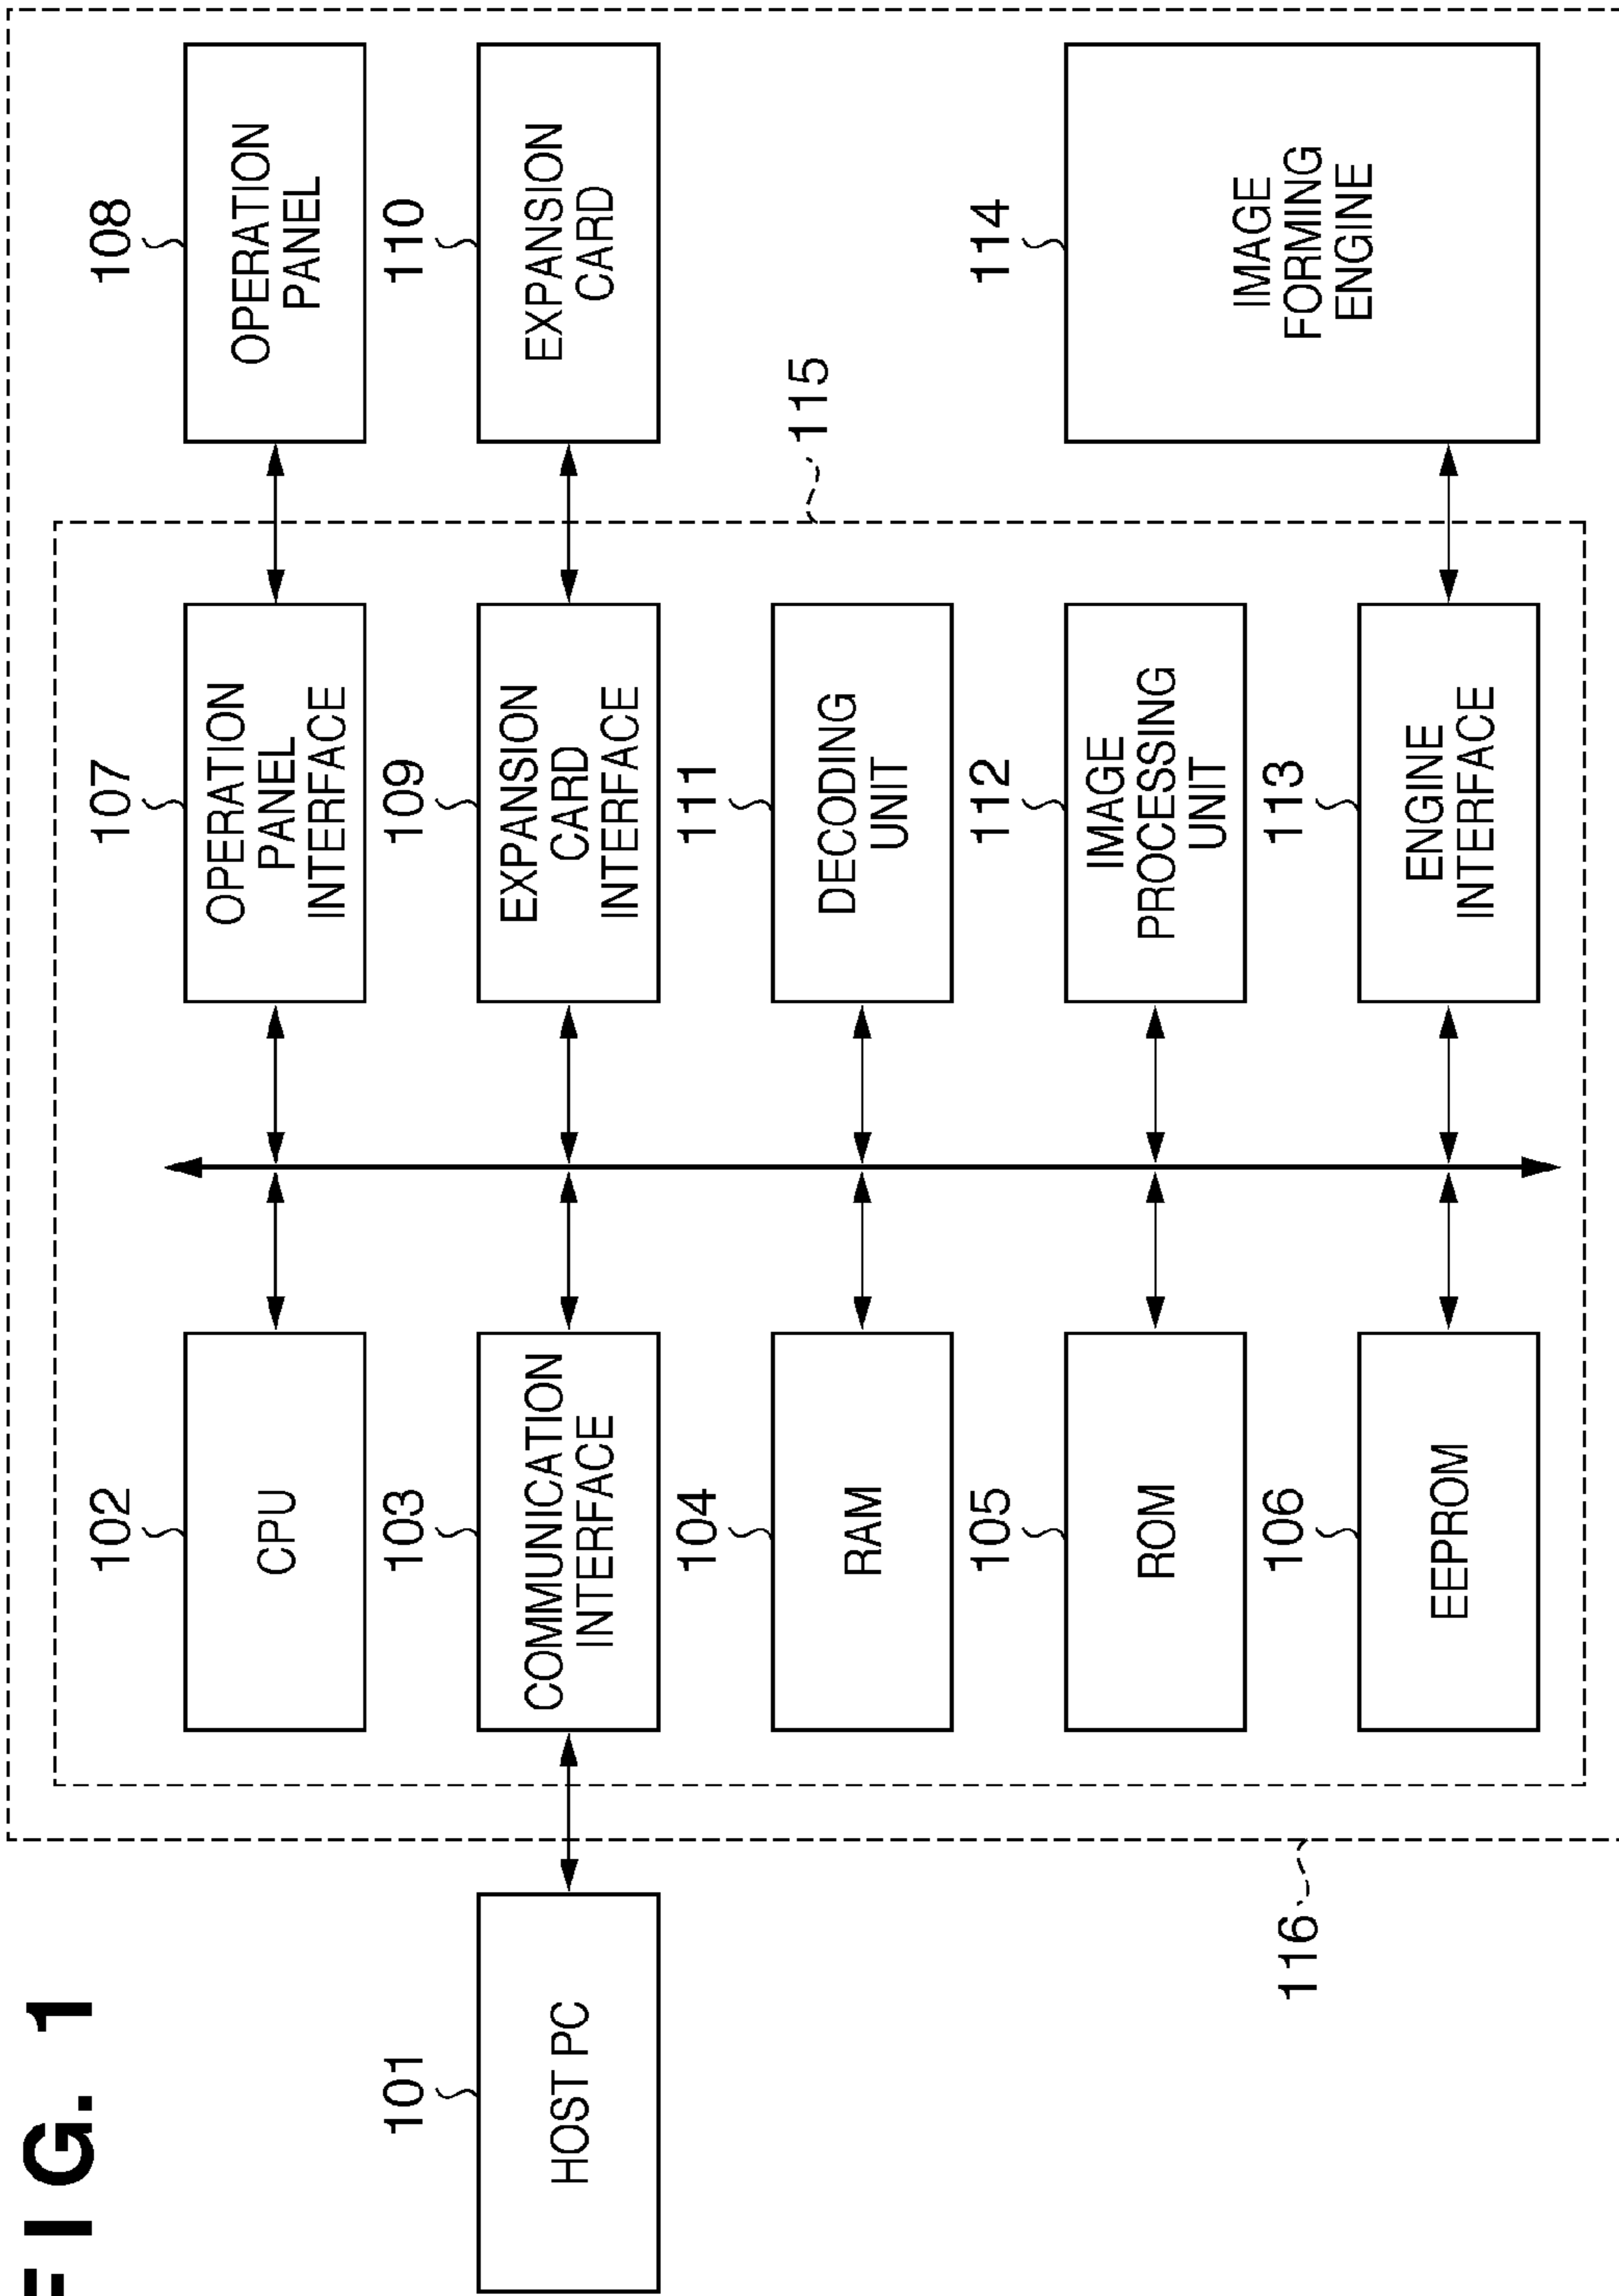 FIG. 1
101
HOST PC
102
CPU
103
COMMUNICATION
INTERFACE
104
RAM
105
ROM
106
EEPROM
107
OPERATION
PANEL
INTERFACE
109
EXPANSION
CARD
INTERFACE
111
DECODING
UNIT
112
IMAGE
PROCESSING
UNIT
113
ENGINE
INTERFACE
108
OPERATION
PANEL
110
EXPANSION
CARD
114
IMAGE
FORMING
ENGINE
115
116